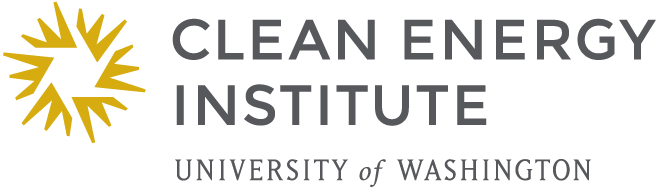 CLEAN ENERGY
INSTITUTE
UNIVERSITY of WASHINGTON